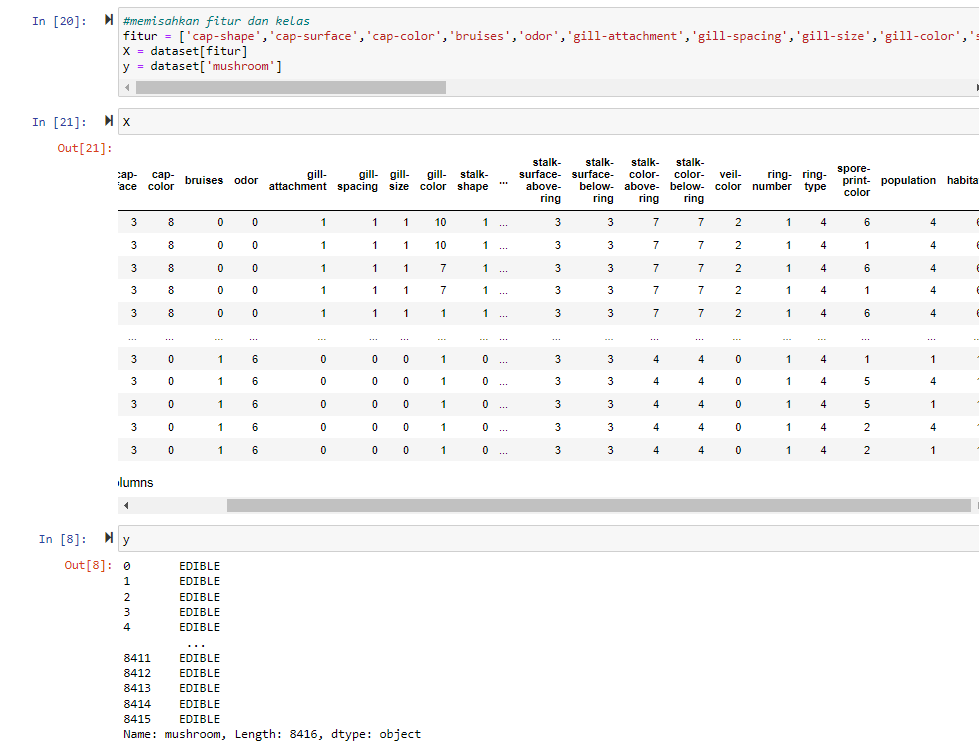 In [20]:
#memisahkan fitur dan kelas
fitur = ['cap-shape','cap-surface','cap-color','bruises','odor','gill-attachment','gill-spacing','gill-size','gill-color','s
X = dataset[fitur]
y = dataset['mushroom']
In [21]: X
Out[21]:
cap-face cap-color bruises odor gill-attachment gill-spacing gill-size gill-color stalk-shape ... stalk-surface-above-ring stalk-surface-below-ring stalk-color-above-ring stalk-color-below-ring veil-color ring-number ring-type spore-print-color population habita
3 8 0 0 1 1 1 10 1 ... 3 3 7 7 2 1 4 6 4 6
3 8 0 0 1 1 1 10 1 ... 3 3 7 7 2 1 4 1 4 6
3 8 0 0 1 1 1 7 1 ... 3 3 7 7 2 1 4 6 4 6
3 8 0 0 1 1 1 7 1 ... 3 3 7 7 2 1 4 1 4 6
3 8 0 0 1 1 1 1 1 ... 3 3 7 7 2 1 4 6 4 6
... ... ... ... ... ... ... ... ... ... ... ... ... ... ... ... ... ... ... ...
3 0 1 6 0 0 0 1 0 ... 3 3 4 4 0 1 4 1 1 1
3 0 1 6 0 0 0 1 0 ... 3 3 4 4 0 1 4 5 4 1
3 0 1 6 0 0 0 1 0 ... 3 3 4 4 0 1 4 5 1 1
3 0 1 6 0 0 0 1 0 ... 3 3 4 4 0 1 4 2 4 1
3 0 1 6 0 0 0 1 0 ... 3 3 4 4 0 1 4 2 1 1
lumns
In [8]: y
Out[8]:
0 EDIBLE
1 EDIBLE
2 EDIBLE
3 EDIBLE
4 EDIBLE
...
8411 EDIBLE
8412 EDIBLE
8413 EDIBLE
8414 EDIBLE
8415 EDIBLE
Name: mushroom, Length: 8416, dtype: object